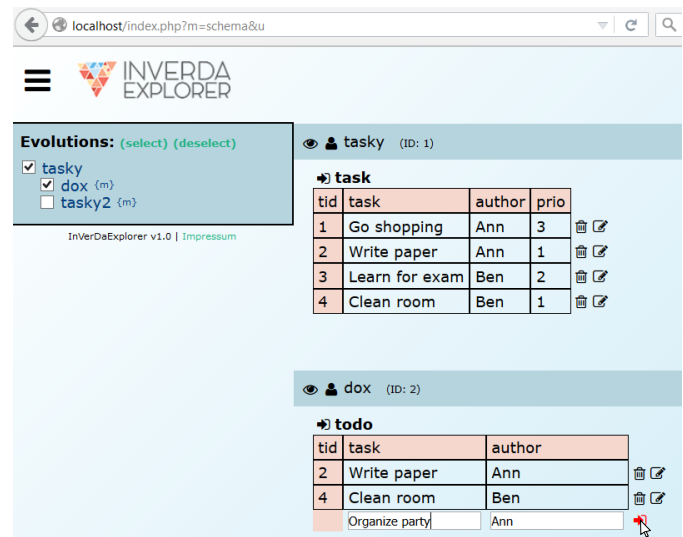 localhost/index.php?m=schema&u
INVERDA
EXPLORER
Evolutions: (select) (deselect)
tasky
dox {m}
tasky2 {m}
InVerDaExplorer v1.0 | Impressum
tasky (ID: 1)
task
tid task author prio
1 Go shopping Ann 3
2 Write paper Ann 1
3 Learn for exam Ben 2
4 Clean room Ben 1
dox (ID: 2)
todo
tid task author
2 Write paper Ann
4 Clean room Ben
Organize party Ann